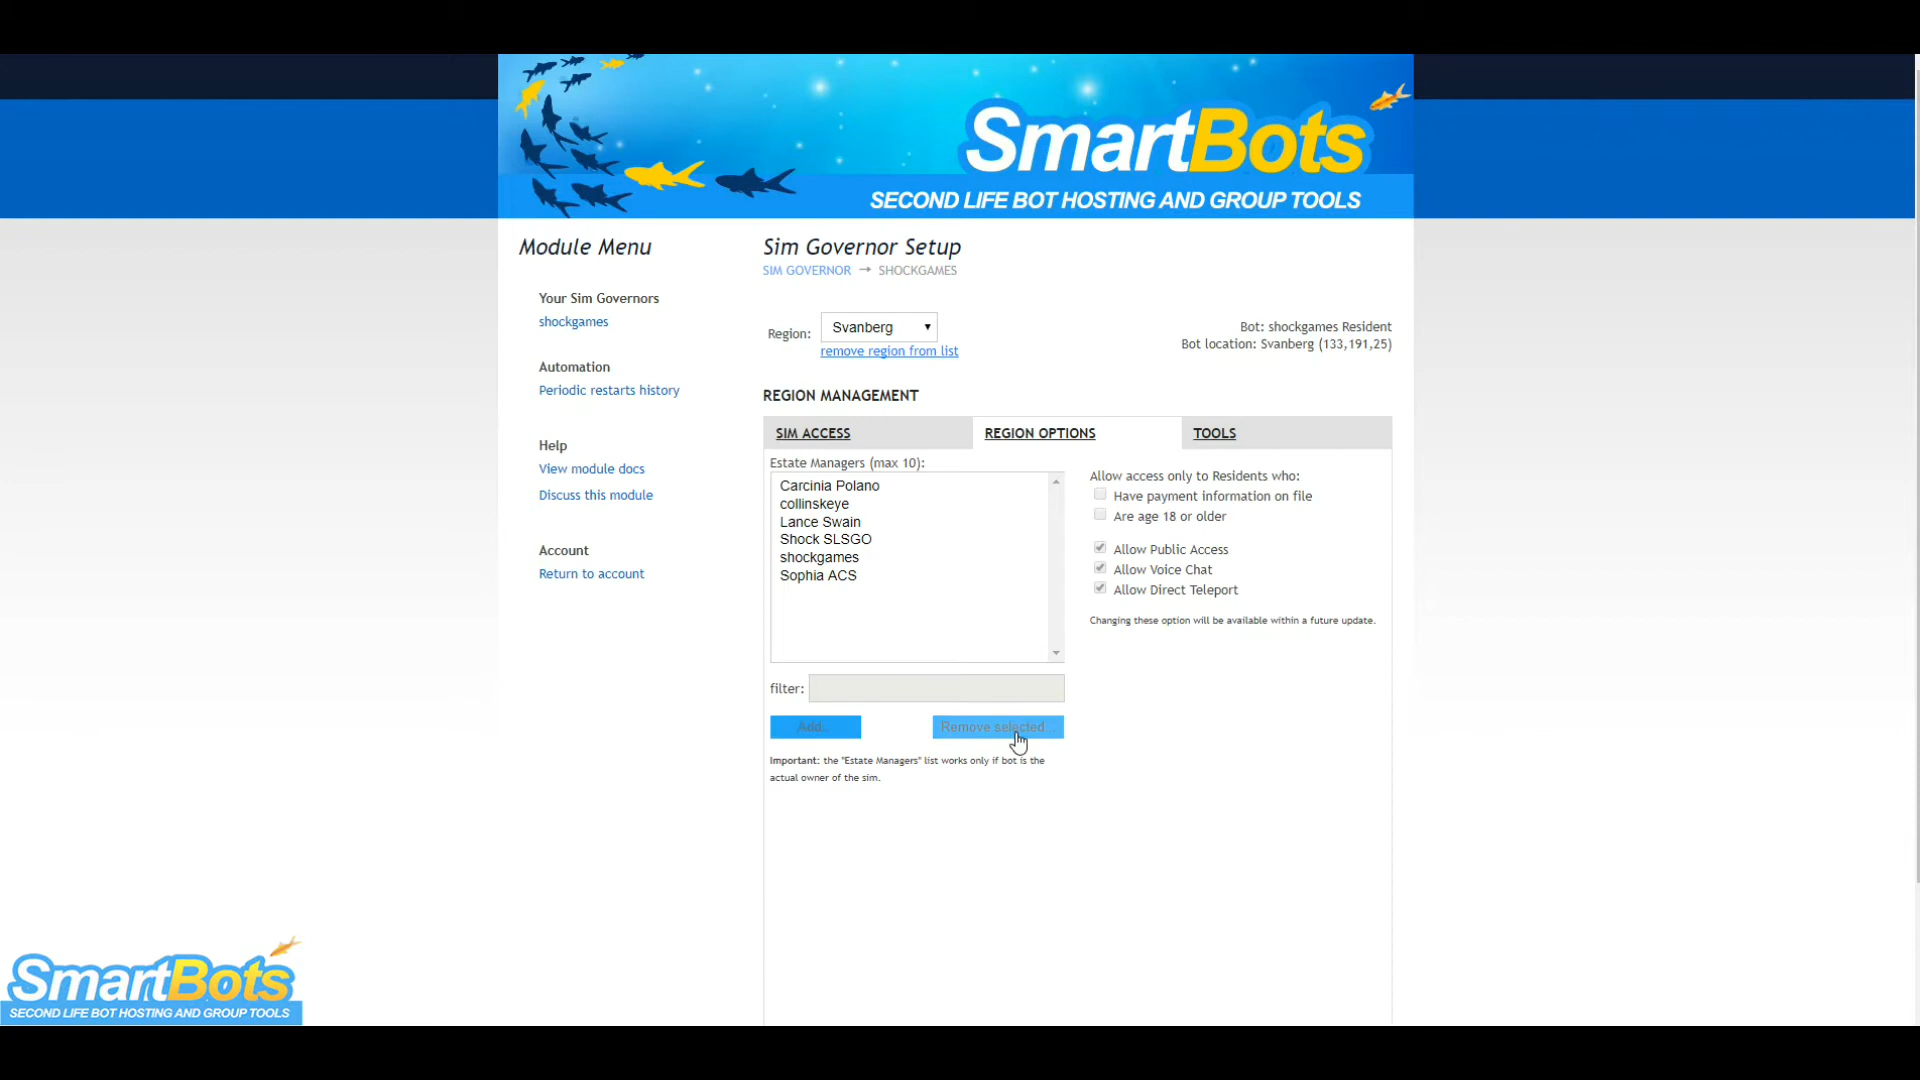 SmartBots
SECOND LIFE BOT HOSTING AND GROUP TOOLS
Module Menu
Your Sim Governors
shockgames
Automation
Periodic restarts history
Help
View module docs
Discuss this module
Account
Return to account
Sim Governor Setup
SIM GOVERNOR → SHOCKGAMES
Region: Svanberg
remove region from list
Bot: shockgames Resident
Bot location: Svanberg (133,191,25)
REGION MANAGEMENT
SIM ACCESS REGION OPTIONS TOOLS
Estate Managers (max 10):
Carcinia Polano
collinskeye
Lance Swain
Shock SLSGO
shockgames
Sophia ACS
filter:
Add...
Remove selected...
Important: the "Estate Managers" list works only if bot is the
actual owner of the sim.
Allow access only to Residents who:
Have payment information on file
Are age 18 or older
Allow Public Access
Allow Voice Chat
Allow Direct Teleport
Changing these option will be available within a future update.
SmartBots
SECOND LIFE BOT HOSTING AND GROUP TOOLS